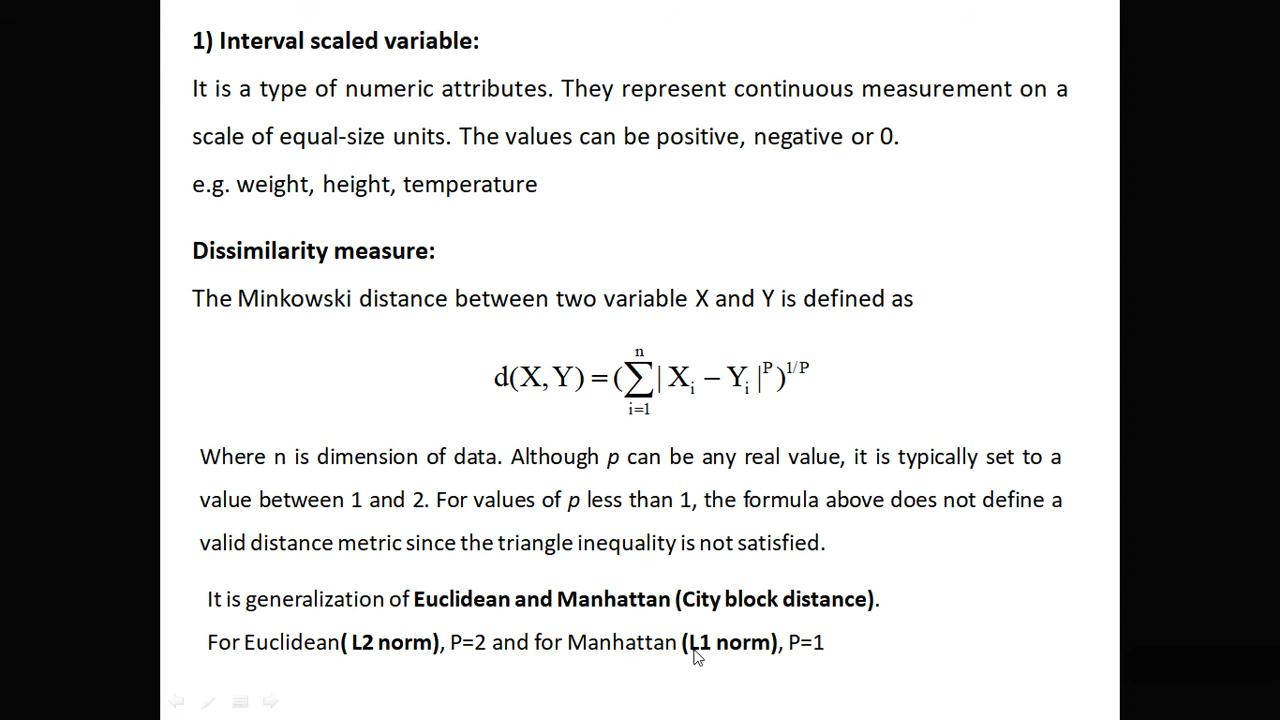 1) Interval scaled variable:
It is a type of numeric attributes. They represent continuous measurement on a
scale of equal-size units. The values can be positive, negative or 0.
e.g. weight, height, temperature
Dissimilarity measure:
The Minkowski distance between two variable X and Y is defined as
d(X, Y) = (∑_{i=1}^{n} | X_i − Y_i |^P )^{1/P}
Where n is dimension of data. Although p can be any real value, it is typically set to a
value between 1 and 2. For values of p less than 1, the formula above does not define a
valid distance metric since the triangle inequality is not satisfied.
It is generalization of Euclidean and Manhattan (City block distance).
For Euclidean( L2 norm), P=2 and for Manhattan (L1 norm), P=1